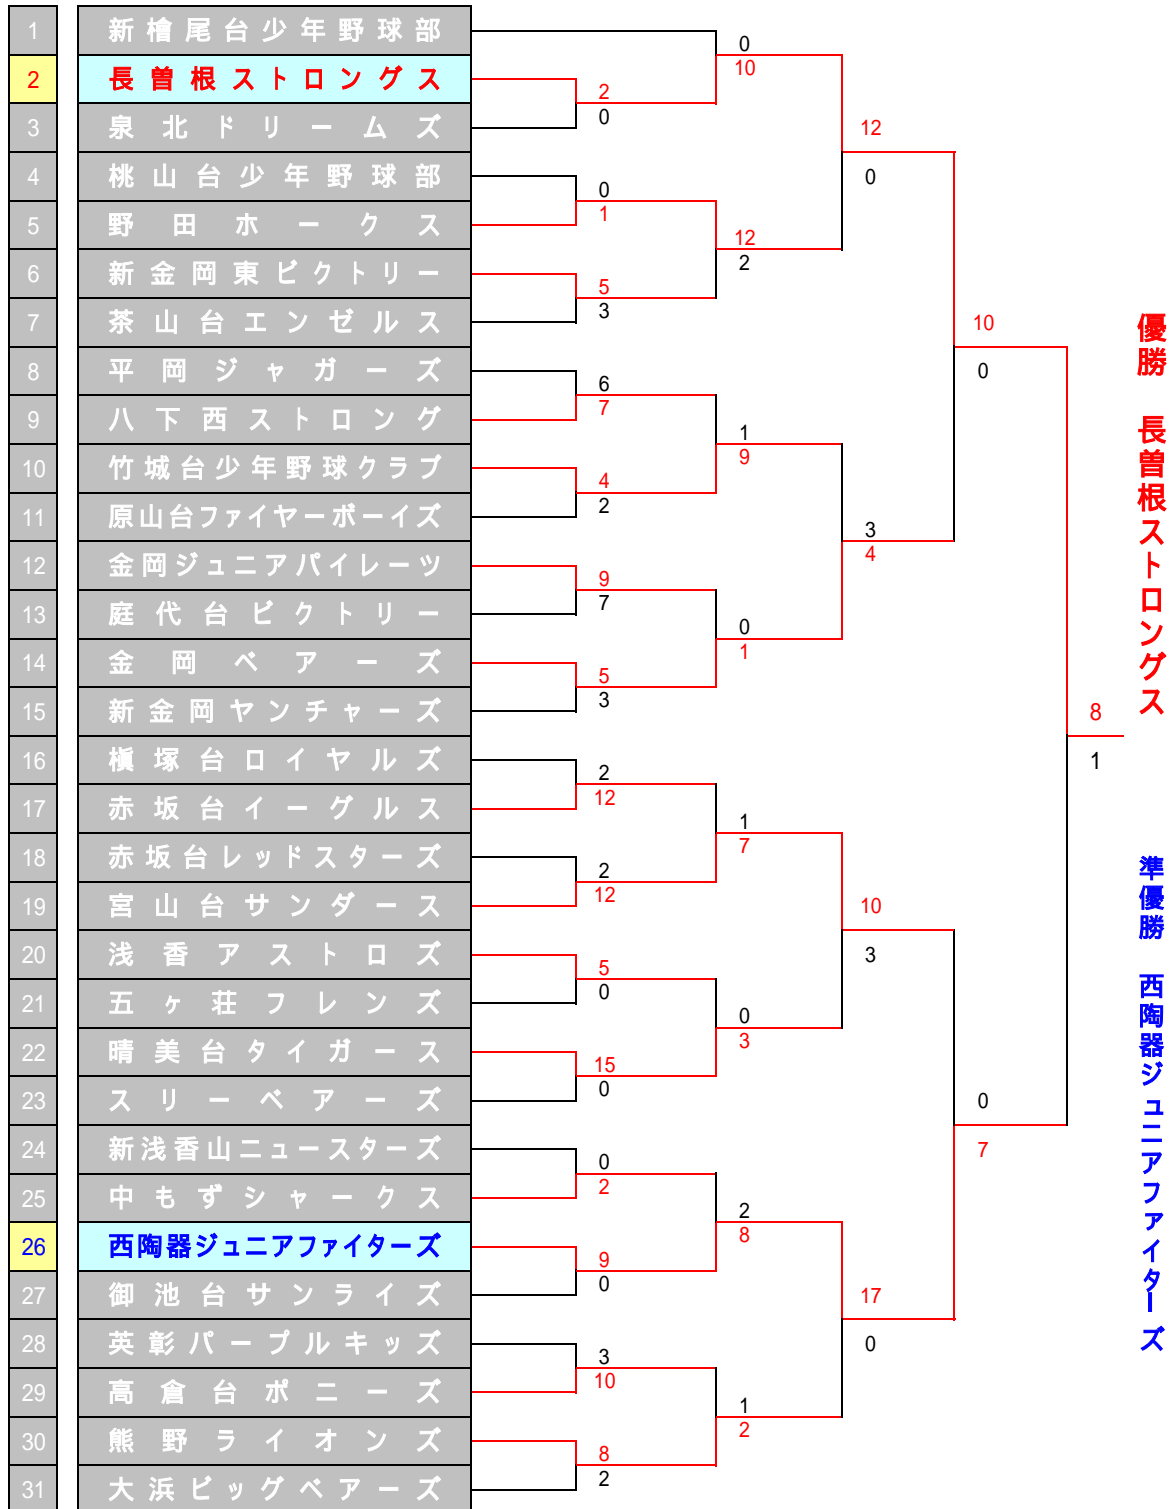 1 新檜尾台少年野球部
2 長曽根ストロングス
3 泉北ドリームズ
4 桃山台少年野球部
5 野田ホークス
6 新金岡東ビクトリー
7 茶山台エンゼルス
8 平岡ジャガーズ
9 八下西ストロング
10 竹城台少年野球クラブ
11 原山台ファイヤーボーイズ
12 金岡ジュニアパイレーツ
13 庭代台ビクトリー
14 金岡ベアーズ
15 新金岡ヤンチャーズ
16 槇塚台ロイヤルズ
17 赤坂台イーグルス
18 赤坂台レッドスターズ
19 宮山台サンダース
20 浅香アストロズ
21 五ヶ荘フレンズ
22 晴美台タイガース
23 スリーベアーズ
24 新浅香山ニュースターズ
25 中もずシャークス
26 西陶器ジュニアファイターズ
27 御池台サンライズ
28 英彰パープルキッズ
29 高倉台ポニーズ
30 熊野ライオンズ
31 大浜ビッグベアーズ
2
0
0
1
5
3
6
7
4
2
9
7
5
3
2
12
2
12
5
0
15
0
0
2
9
0
3
10
8
2
0
10
12
2
1
9
0
1
1
7
0
3
2
8
1
2
12
0
3
4
10
3
17
0
10
0
0
7
8
1
優勝 長曽根ストロングス
準優勝 西陶器ジュニアファイターズ